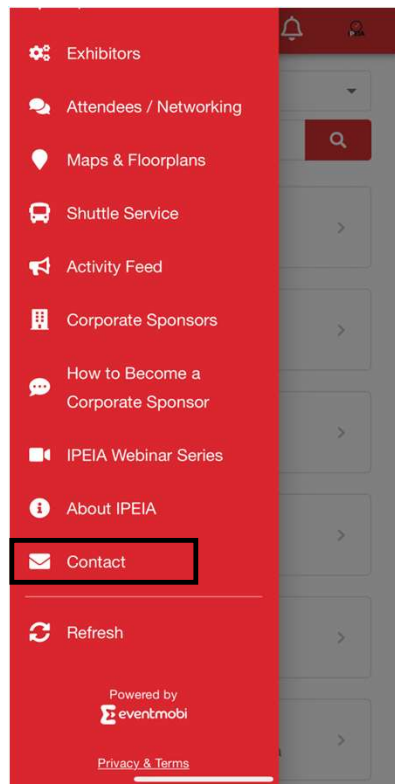 Exhibitors
Attendees / Networking
Maps & Floorplans
Shuttle Service
Activity Feed
Corporate Sponsors
How to Become a
Corporate Sponsor
IPEIA Webinar Series
About IPEIA
Contact
Refresh
Powered by
eventmobi
Privacy & Terms